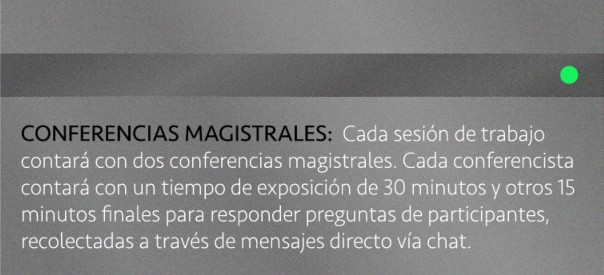 CONFERENCIAS MAGISTRALES: Cada sesión de trabajo
contará con dos conferencias magistrales. Cada conferencista
contará con un tiempo de exposición de 30 minutos y otros 15
minutos finales para responder preguntas de participantes,
recolectadas a través de mensajes directo vía chat.